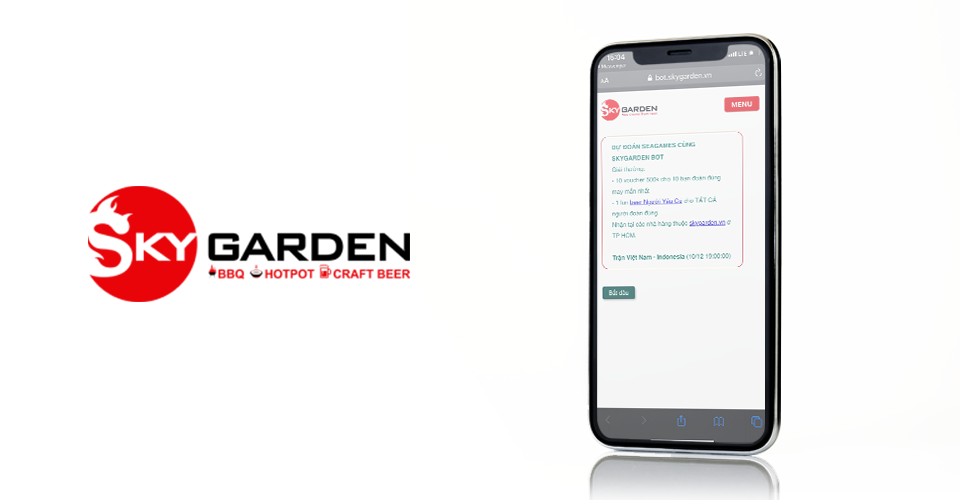 SKY GARDEN
BBQ HOTPOT CRAFT BEER
15:04
LTE
Messenger
AA
bot.skygarden.vn
SKY GARDEN
MENU
DỰ ĐOÁN SEAGAMES CÙNG
SKYGARDEN BOT
Giải thưởng:
- 10 voucher 500k cho 10 bạn đoán đúng
may mắn nhất
- 1 lon beer Người Yêu Cũ cho TẤT CẢ
người đoán đúng
Nhận tại các nhà hàng thuộc skygarden.vn ở
TP HCM.
Trận Việt Nam - Indonesia (10/12 19:00:00)
Bắt đầu